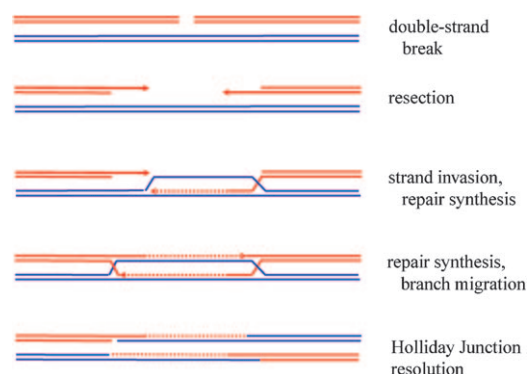 double-strand
break
resection
strand invasion,
repair synthesis
repair synthesis,
branch migration
Holliday Junction
resolution